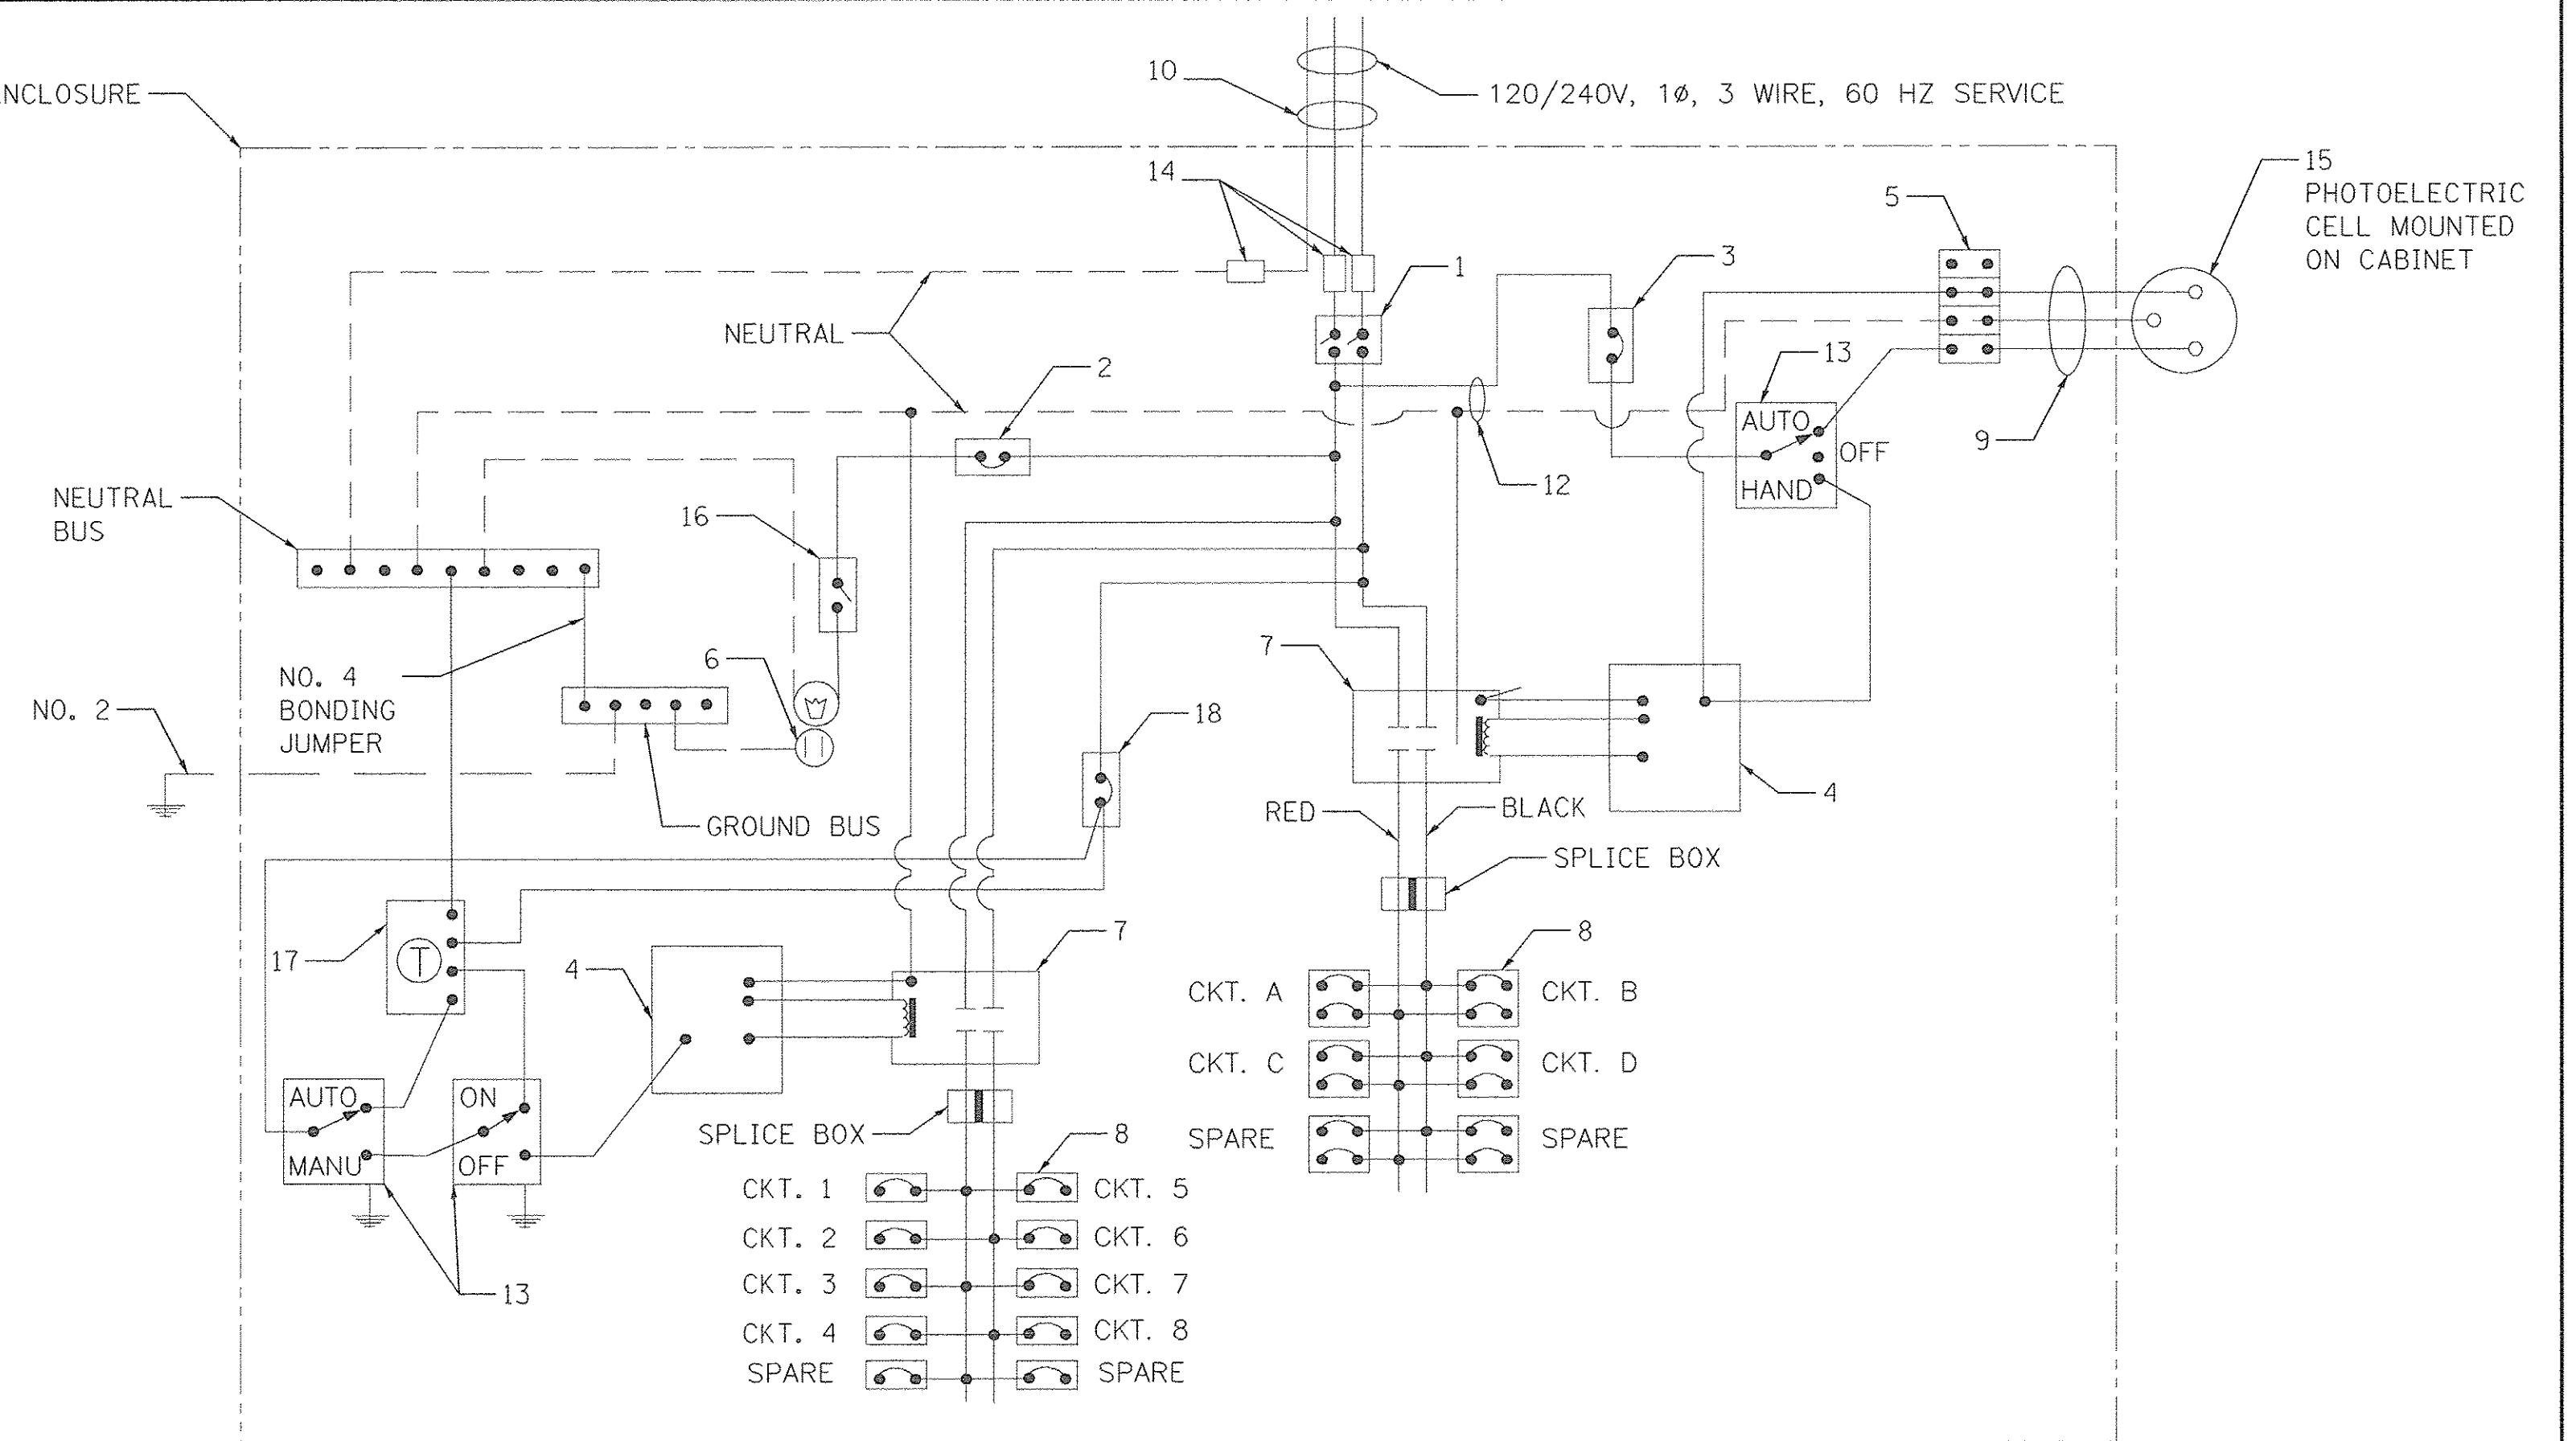 10
NCLOSURE
120/240V, 1ø, 3 WIRE, 60 HZ SERVICE
14
15
PHOTOELECTRIC
CELL MOUNTED
ON CABINET
5
3
1
NEUTRAL
2
13
AUTO
OFF
HAND
9
12
NEUTRAL
BUS
16
6
7
NO. 4
BONDING
JUMPER
NO. 2
18
4
GROUND BUS
RED
BLACK
SPLICE BOX
17
T
4
7
8
CKT. A
CKT. B
CKT. C
CKT. D
SPARE
SPARE
AUTO
MANU
ON
OFF
13
SPLICE BOX
8
CKT. 1
CKT. 5
CKT. 2
CKT. 6
CKT. 3
CKT. 7
CKT. 4
CKT. 8
SPARE
SPARE